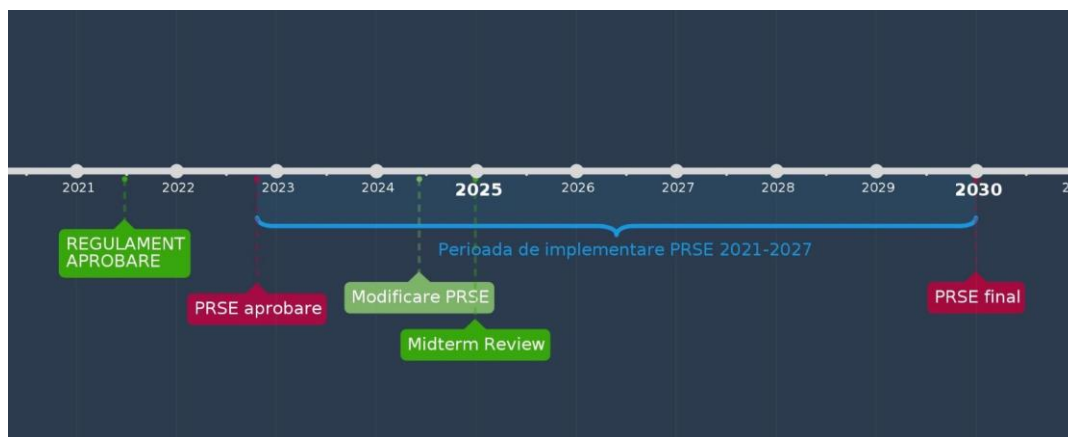 2021 2022 2023 2024 2025 2026 2027 2028 2029 2030
REGULAMENT
APROBARE
Perioada de implementare PRSE 2021-2027
PRSE aprobare
Modificare PRSE
PRSE final
Midterm Review